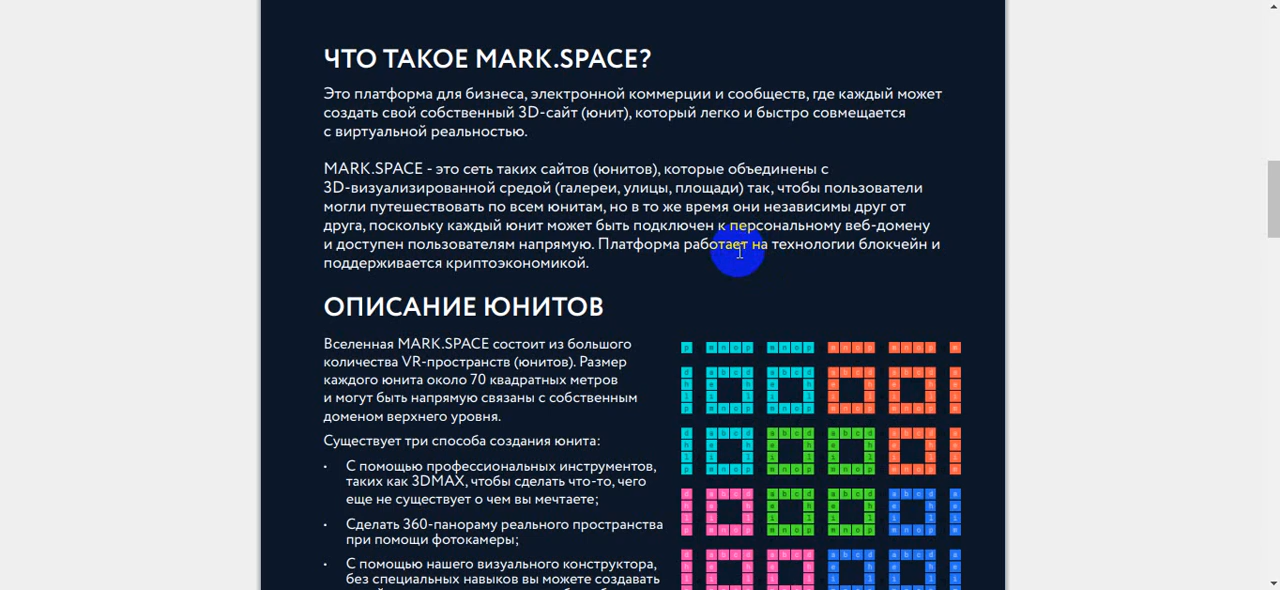 ЧТО ТАКОЕ MARK.SPACE?
Это платформа для бизнеса, электронной коммерции и сообществ, где каждый может
создать свой собственный 3D-сайт (юнит), который легко и быстро совмещается
с виртуальной реальностью.
MARK.SPACE - это сеть таких сайтов (юнитов), которые объединены с
3D-визуализированной средой (галереи, улицы, площади) так, чтобы пользователи
могли путешествовать по всем юнитам, но в то же время они независимы друг от
друга, поскольку каждый юнит может быть подключен к персональному веб-домену
и доступен пользователям напрямую. Платформа работает на технологии блокчейн и
поддерживается криптоэкономикой.
ОПИСАНИЕ ЮНИТОВ
Вселенная MARK.SPACE состоит из большого
количества VR-пространств (юнитов). Размер
каждого юнита около 70 квадратных метров
и могут быть напрямую связаны с собственным
доменом верхнего уровня.
Существует три способа создания юнита:
• С помощью профессиональных инструментов,
таких как 3DMAX, чтобы сделать что-то, чего
еще не существует о чем вы мечтаете;
• Сделать 360-панораму реального пространства
при помощи фотокамеры;
• С помощью нашего визуального конструктора,
без специальных навыков вы можете создавать